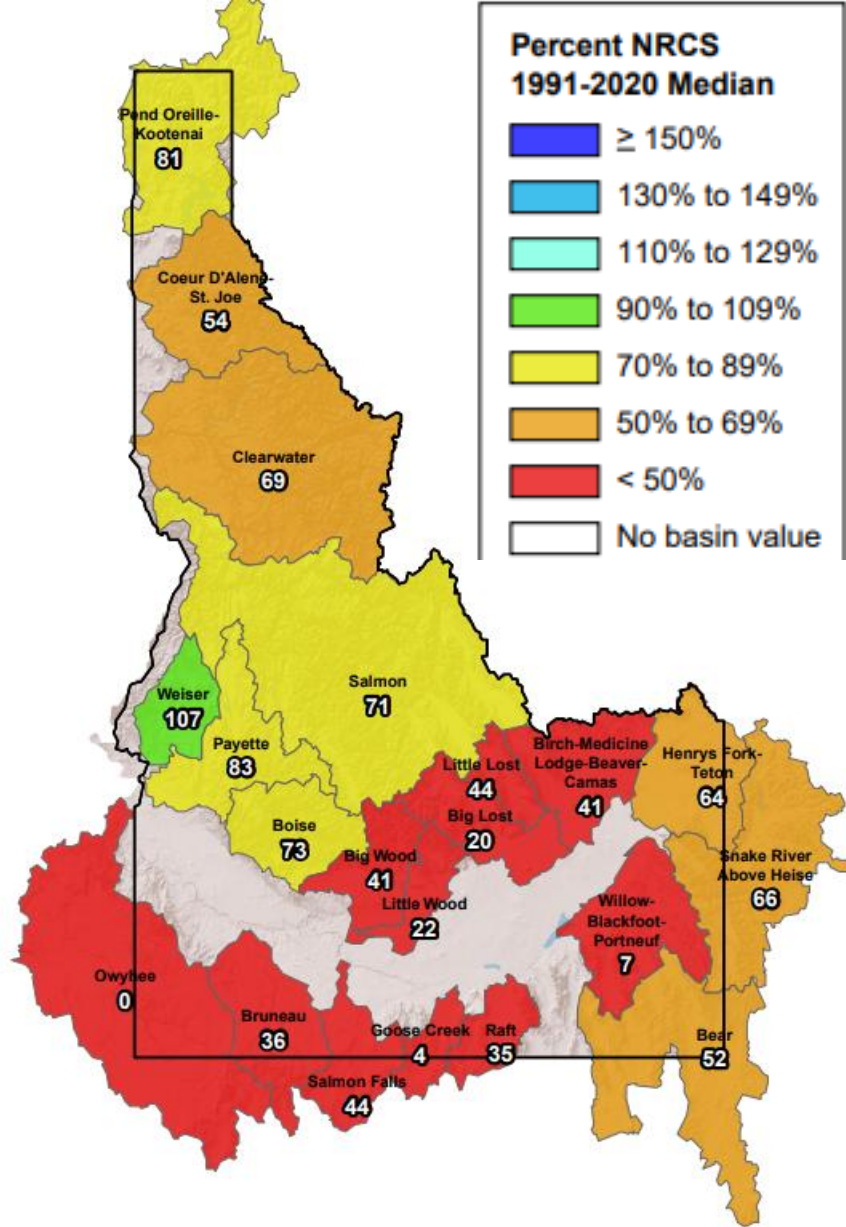 Percent NRCS
1991-2020 Median
≥ 150%
130% to 149%
110% to 129%
90% to 109%
70% to 89%
50% to 69%
< 50%
No basin value
Pend Oreille-
Kootenai
81
Coeur D'Alene-
St. Joe
54
Clearwater
69
Salmon
71
Weiser
107
Payette
83
Boise
73
Little Lost
44
Birch-Medicine
Lodge-Beaver-
Camas
41
Henrys Fork-
Teton
64
Big Lost
20
Big Wood
41
Snake River
Above Heise
66
Little Wood
22
Willow-
Blackfoot-
Portneuf
7
Owyhee
0
Bruneau
36
Goose Creek
4
Raft
35
Bear
52
Salmon Falls
44